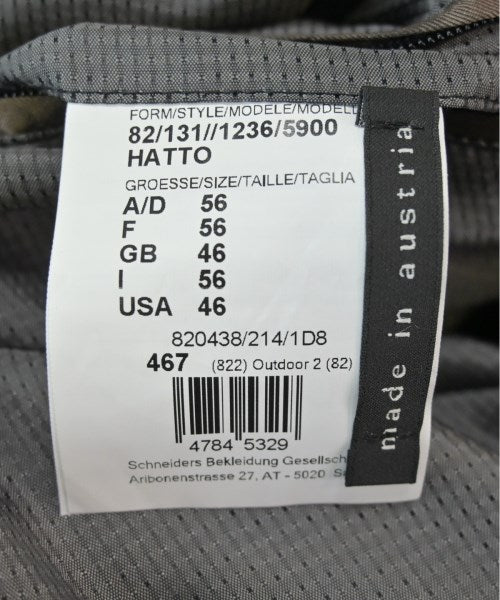 FORM/STYLE/MODELE/MODELL
82/131//1236/5900
HATTO
GROESSE/SIZE/TAILLE/TAGLIA
A/D 56
F 56
GB 46
I 56
USA 46
820438/214/1D8
467 (822) Outdoor 2 (82)
4784 5329
Schneiders Bekleidung Gesellsch
Aribonenstrasse 27, AT - 5020
made in austria